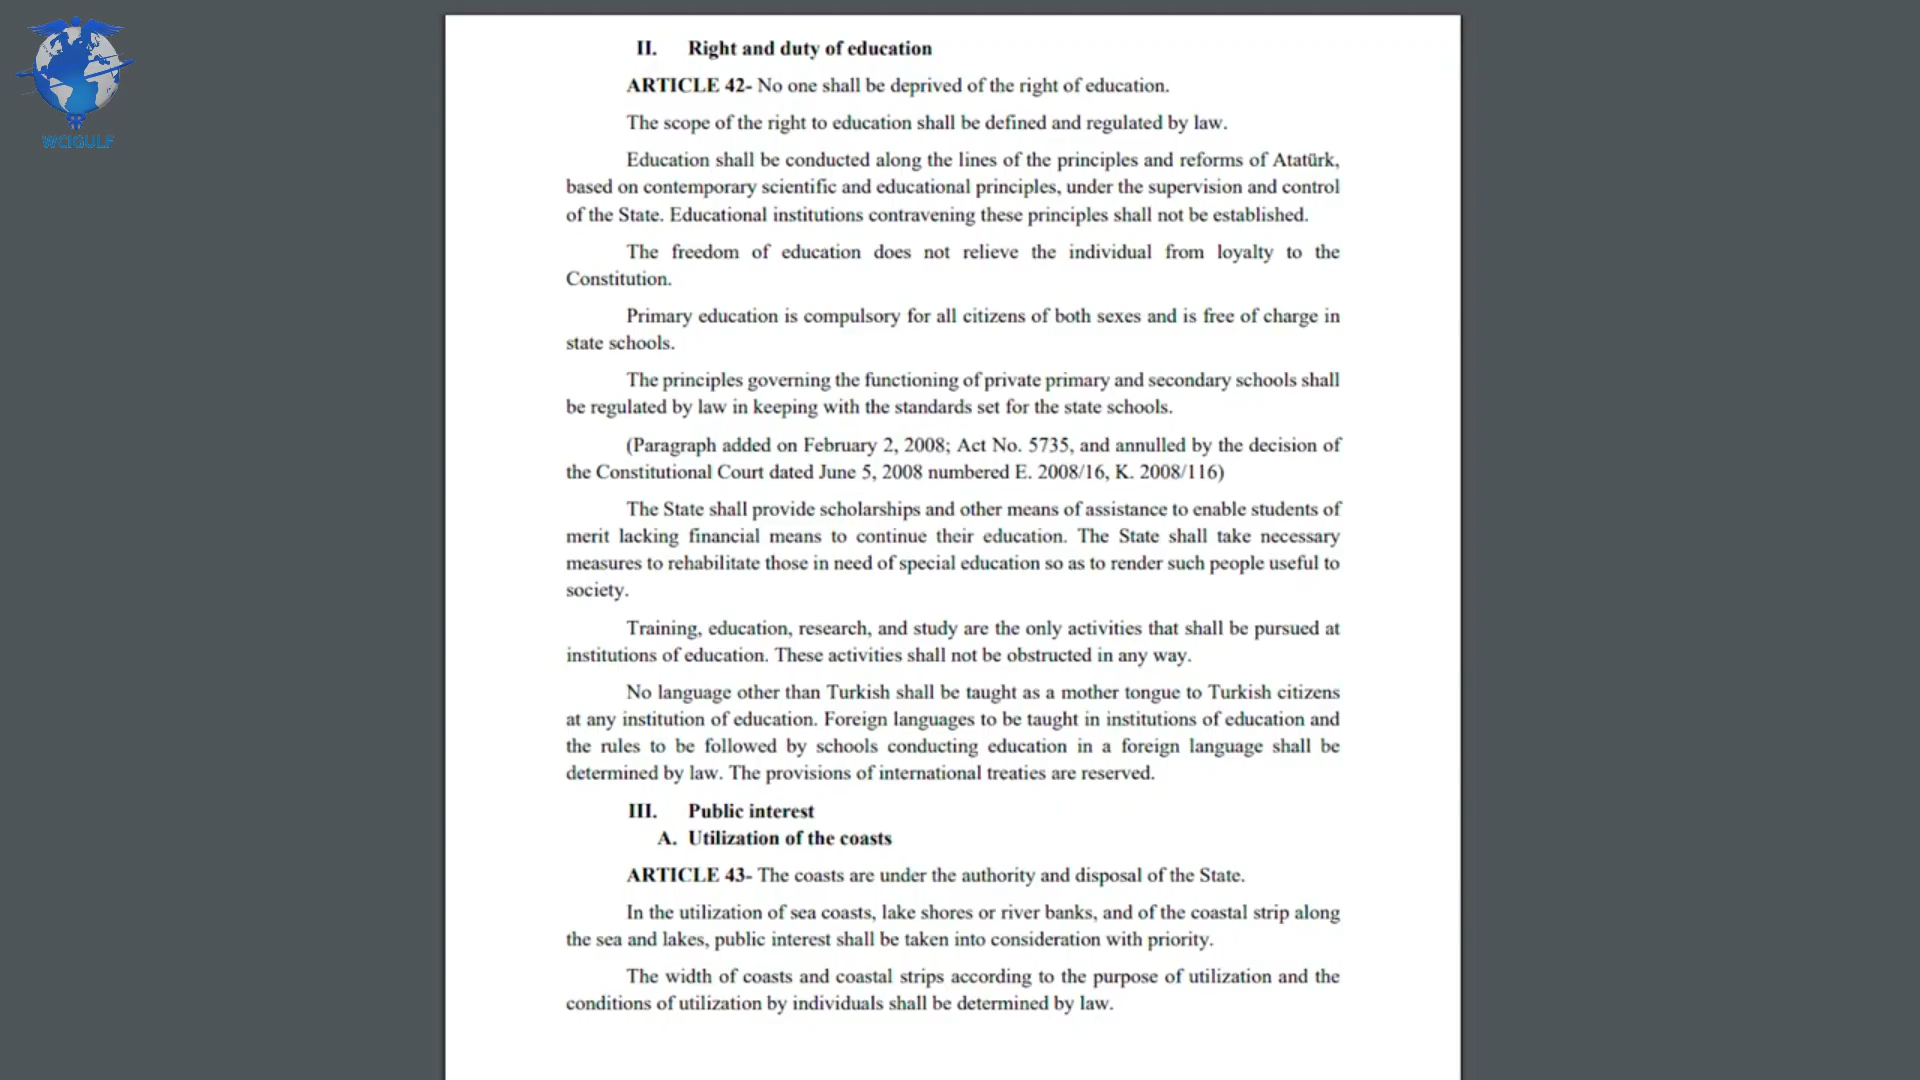 WCIGULF
II. Right and duty of education
ARTICLE 42- No one shall be deprived of the right of education.
The scope of the right to education shall be defined and regulated by law.
Education shall be conducted along the lines of the principles and reforms of Atatürk,
based on contemporary scientific and educational principles, under the supervision and control
of the State. Educational institutions contravening these principles shall not be established.
The freedom of education does not relieve the individual from loyalty to the
Constitution.
Primary education is compulsory for all citizens of both sexes and is free of charge in
state schools.
The principles governing the functioning of private primary and secondary schools shall
be regulated by law in keeping with the standards set for the state schools.
(Paragraph added on February 2, 2008; Act No. 5735, and annulled by the decision of
the Constitutional Court dated June 5, 2008 numbered E. 2008/16, K. 2008/116)
The State shall provide scholarships and other means of assistance to enable students of
merit lacking financial means to continue their education. The State shall take necessary
measures to rehabilitate those in need of special education so as to render such people useful to
society.
Training, education, research, and study are the only activities that shall be pursued at
institutions of education. These activities shall not be obstructed in any way.
No language other than Turkish shall be taught as a mother tongue to Turkish citizens
at any institution of education. Foreign languages to be taught in institutions of education and
the rules to be followed by schools conducting education in a foreign language shall be
determined by law. The provisions of international treaties are reserved.
III. Public interest
A. Utilization of the coasts
ARTICLE 43- The coasts are under the authority and disposal of the State.
In the utilization of sea coasts, lake shores or river banks, and of the coastal strip along
the sea and lakes, public interest shall be taken into consideration with priority.
The width of coasts and coastal strips according to the purpose of utilization and the
conditions of utilization by individuals shall be determined by law.